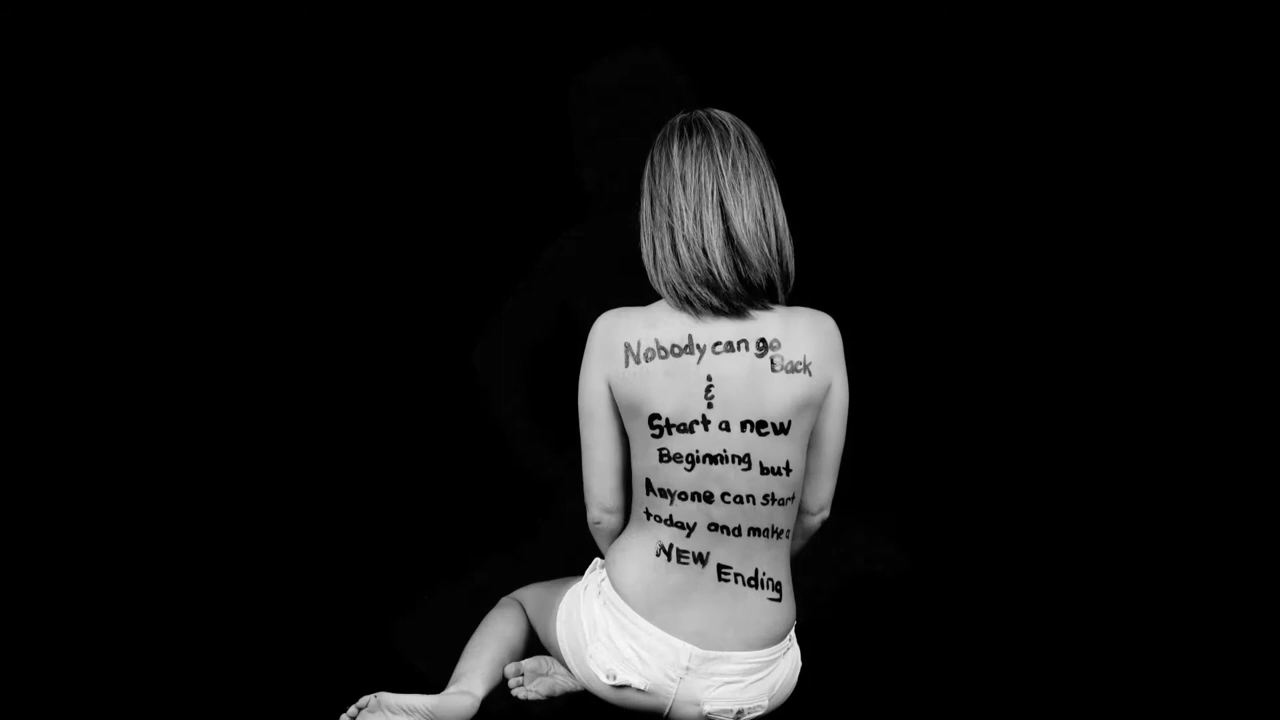 Nobody can go
Back
&
Start a new
Beginning but
Anyone can start
today and make a
NEW Ending